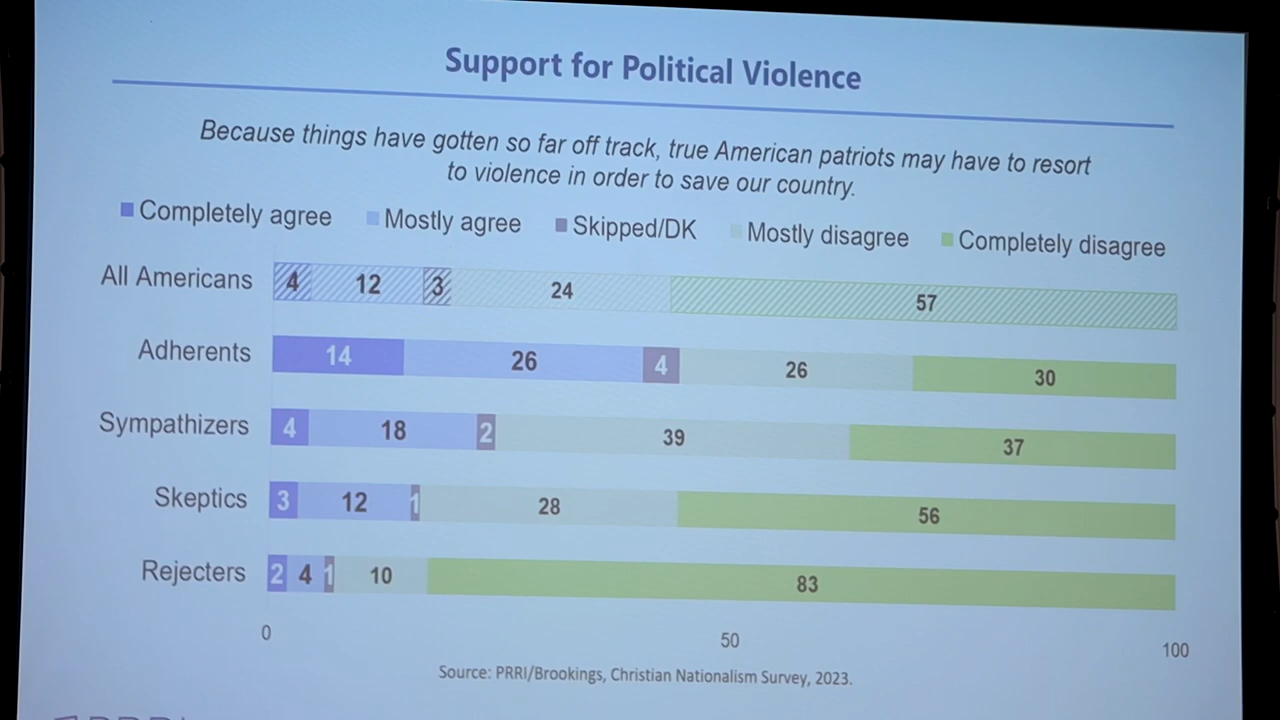 Support for Political Violence
Because things have gotten so far off track, true American patriots may have to resort
to violence in order to save our country.
Completely agree Mostly agree Skipped/DK Mostly disagree Completely disagree
All Americans 4 12 3 24 57
Adherents 14 26 4 26 30
Sympathizers 4 18 2 39 37
Skeptics 3 12 1 28 56
Rejecters 2 4 1 10 83
0 50 100
Source: PRRI/Brookings, Christian Nationalism Survey, 2023.